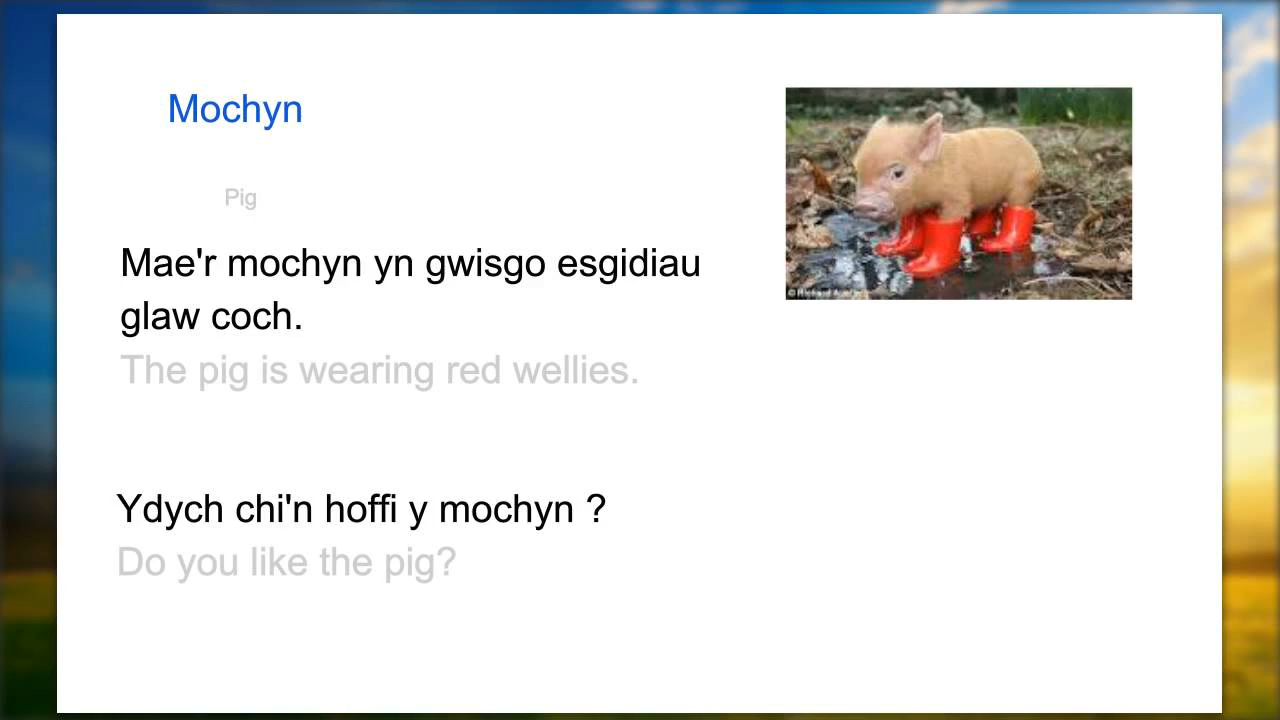 Mochyn
Pig
Mae'r mochyn yn gwisgo esgidiau
glaw coch.
The pig is wearing red wellies.
Ydych chi'n hoffi y mochyn ?
Do you like the pig?